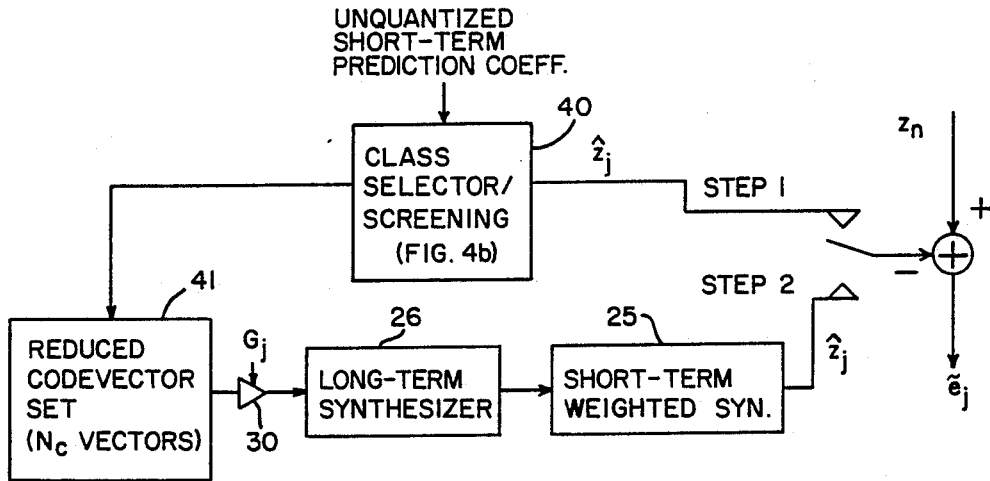 UNQUANTIZED
SHORT-TERM
PREDICTION COEFF.
40
CLASS
SELECTOR/
SCREENING
(FIG. 4b)
ẑj
STEP 1
zn
+
−
STEP 2
ẑj
ẽj
41
REDUCED
CODEVECTOR
SET
(Nc VECTORS)
Gj
30
26
LONG-TERM
SYNTHESIZER
25
SHORT-TERM
WEIGHTED SYN.